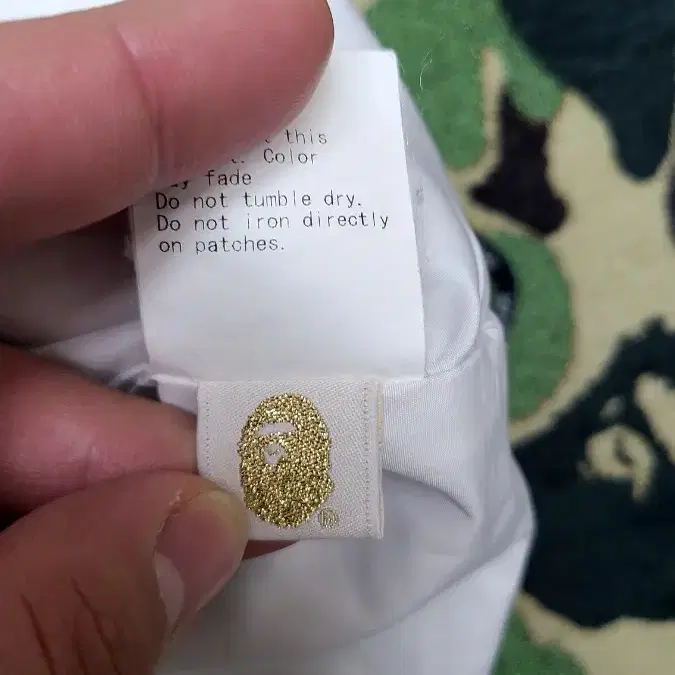 this
Color
fade
Do not tumble dry.
Do not iron directly
on patches.
®